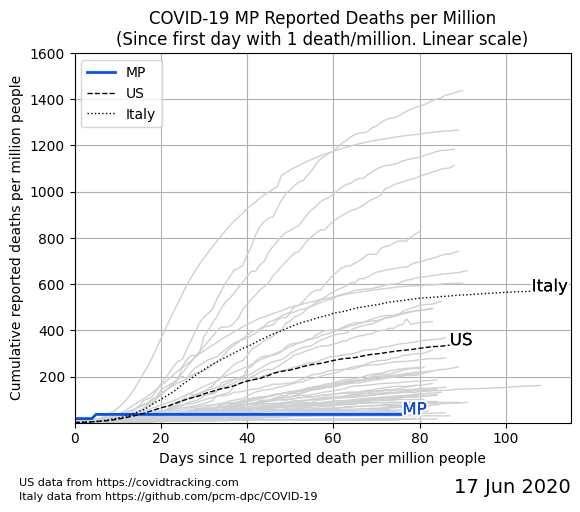 COVID-19 MP Reported Deaths per Million
(Since first day with 1 death/million. Linear scale)
Cumulative reported deaths per million people
1600
1400
1200
1000
800
600
400
200
MP
US
Italy
Italy
US
MP
0 20 40 60 80 100
Days since 1 reported death per million people
US data from https://covidtracking.com
Italy data from https://github.com/pcm-dpc/COVID-19
17 Jun 2020